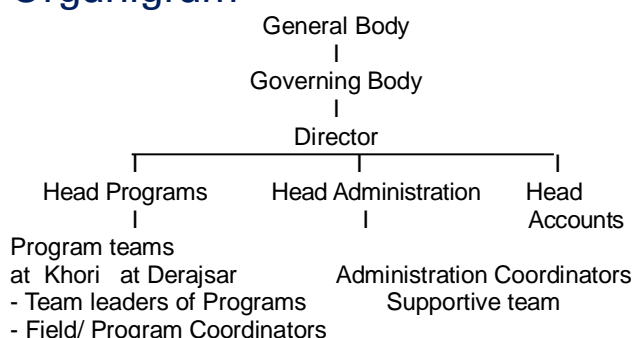 Organigram
General Body
Governing Body
Director
Head Programs Head Administration Head
Accounts
Program teams
at Khori at Derajsar Administration Coordinators
- Team leaders of Programs Supportive team
- Field/ Program Coordinators